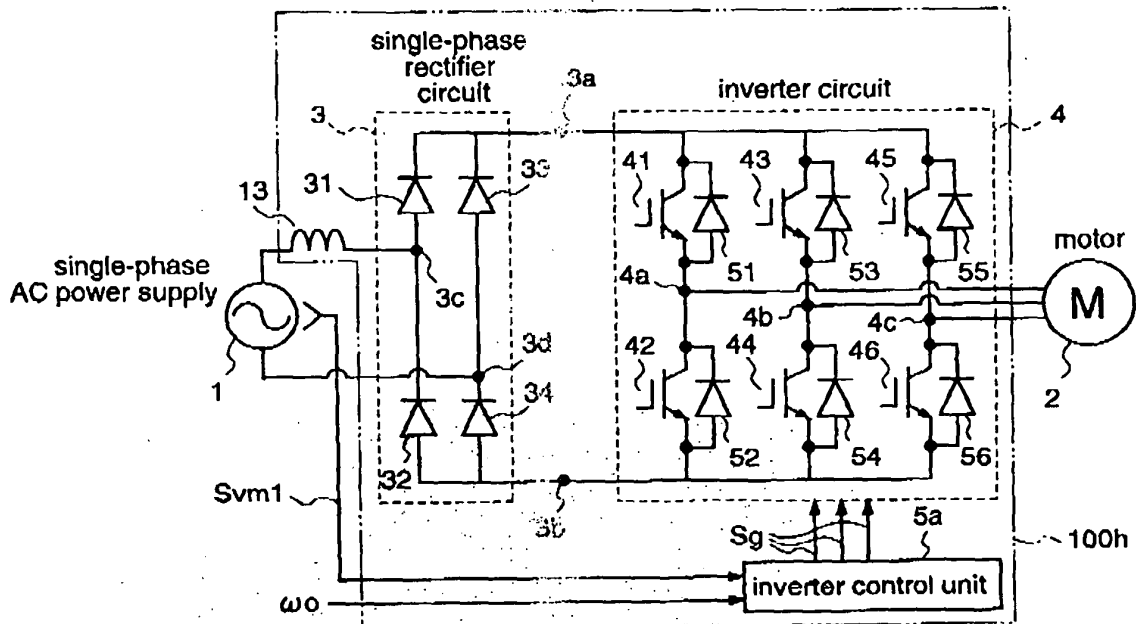 single-phase
rectifier
circuit
3a
inverter circuit
3
4
31
33
41
43
45
13
motor
single-phase
AC power supply
3c
51
53
55
4a
M
4b
4c
3d
1
42
44
46
2
34
32
52
54
56
Svm1
3b
Sg
5a
100h
inverter control unit
ωo